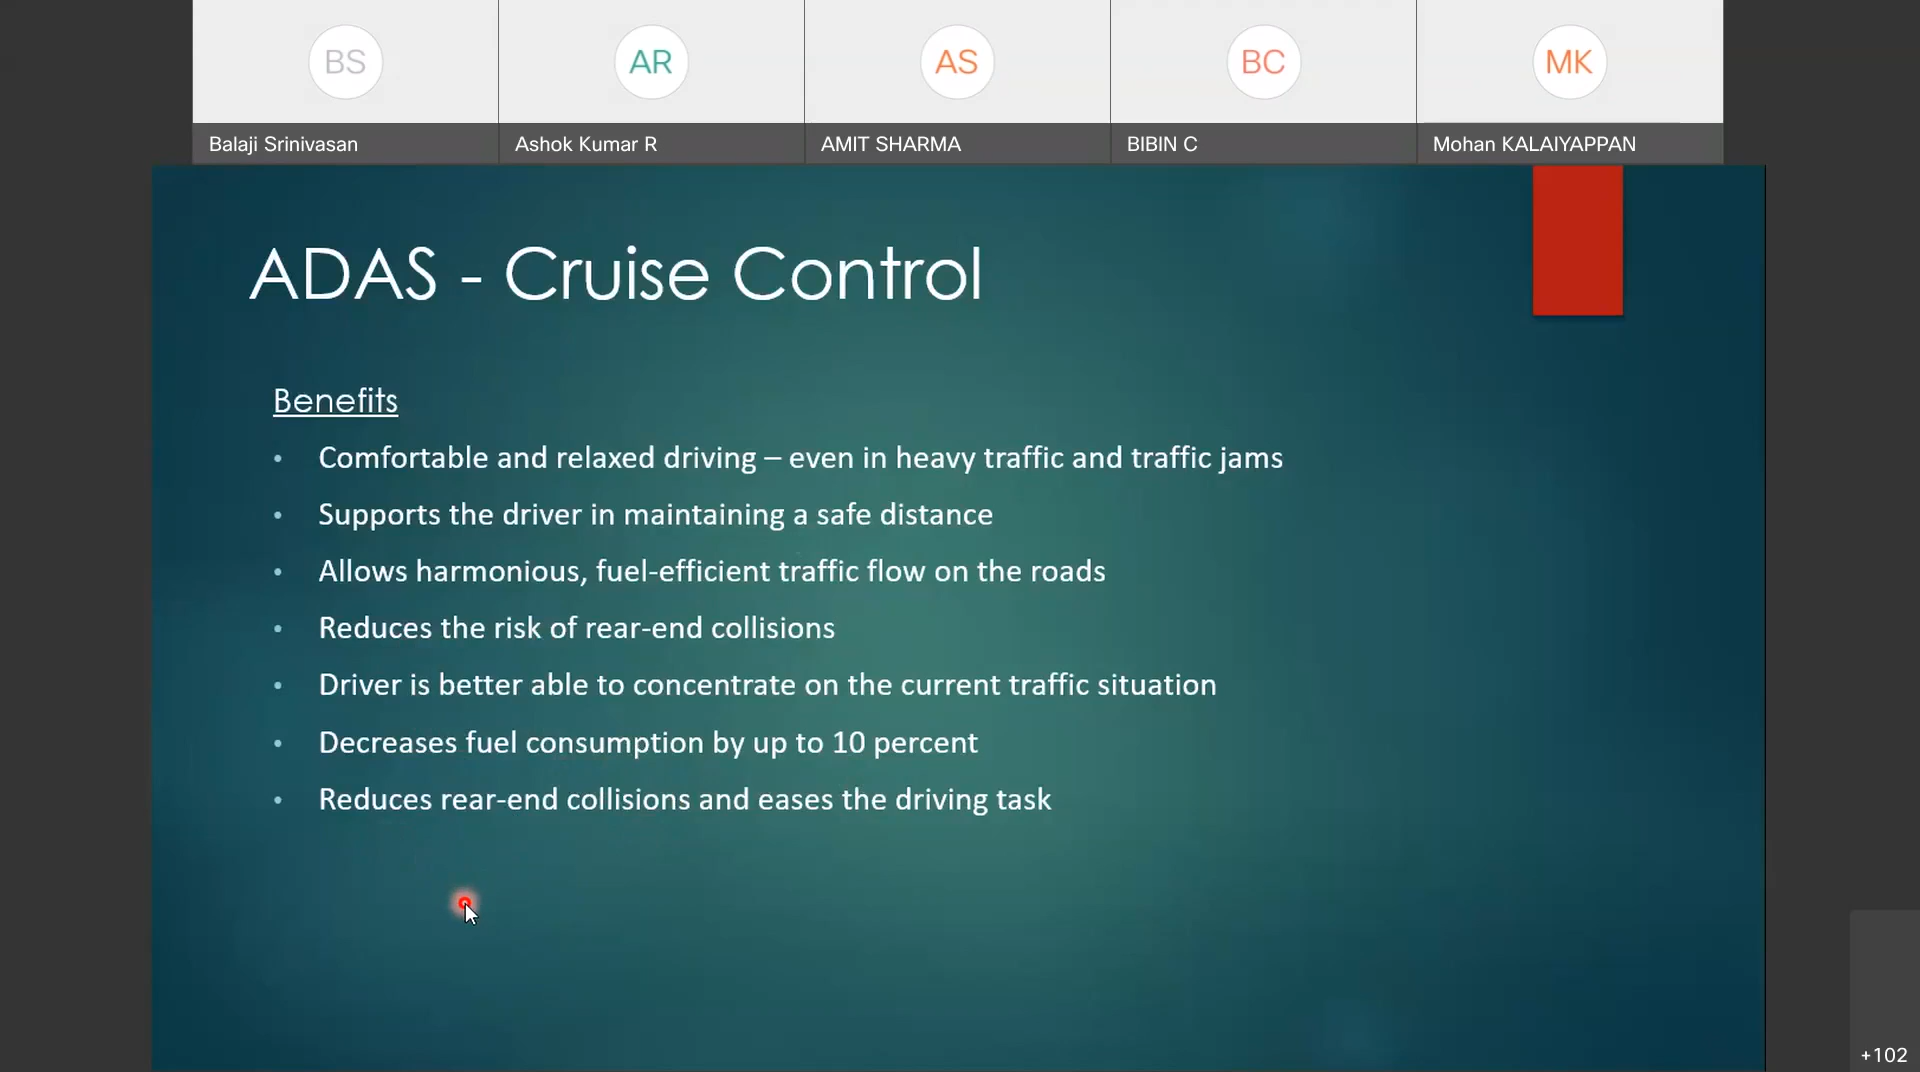 BS
AR
AS
BC
MK
Balaji Srinivasan
Ashok Kumar R
AMIT SHARMA
BIBIN C
Mohan KALAIYAPPAN
ADAS - Cruise Control
Benefits
• Comfortable and relaxed driving – even in heavy traffic and traffic jams
• Supports the driver in maintaining a safe distance
• Allows harmonious, fuel-efficient traffic flow on the roads
• Reduces the risk of rear-end collisions
• Driver is better able to concentrate on the current traffic situation
• Decreases fuel consumption by up to 10 percent
• Reduces rear-end collisions and eases the driving task
+102